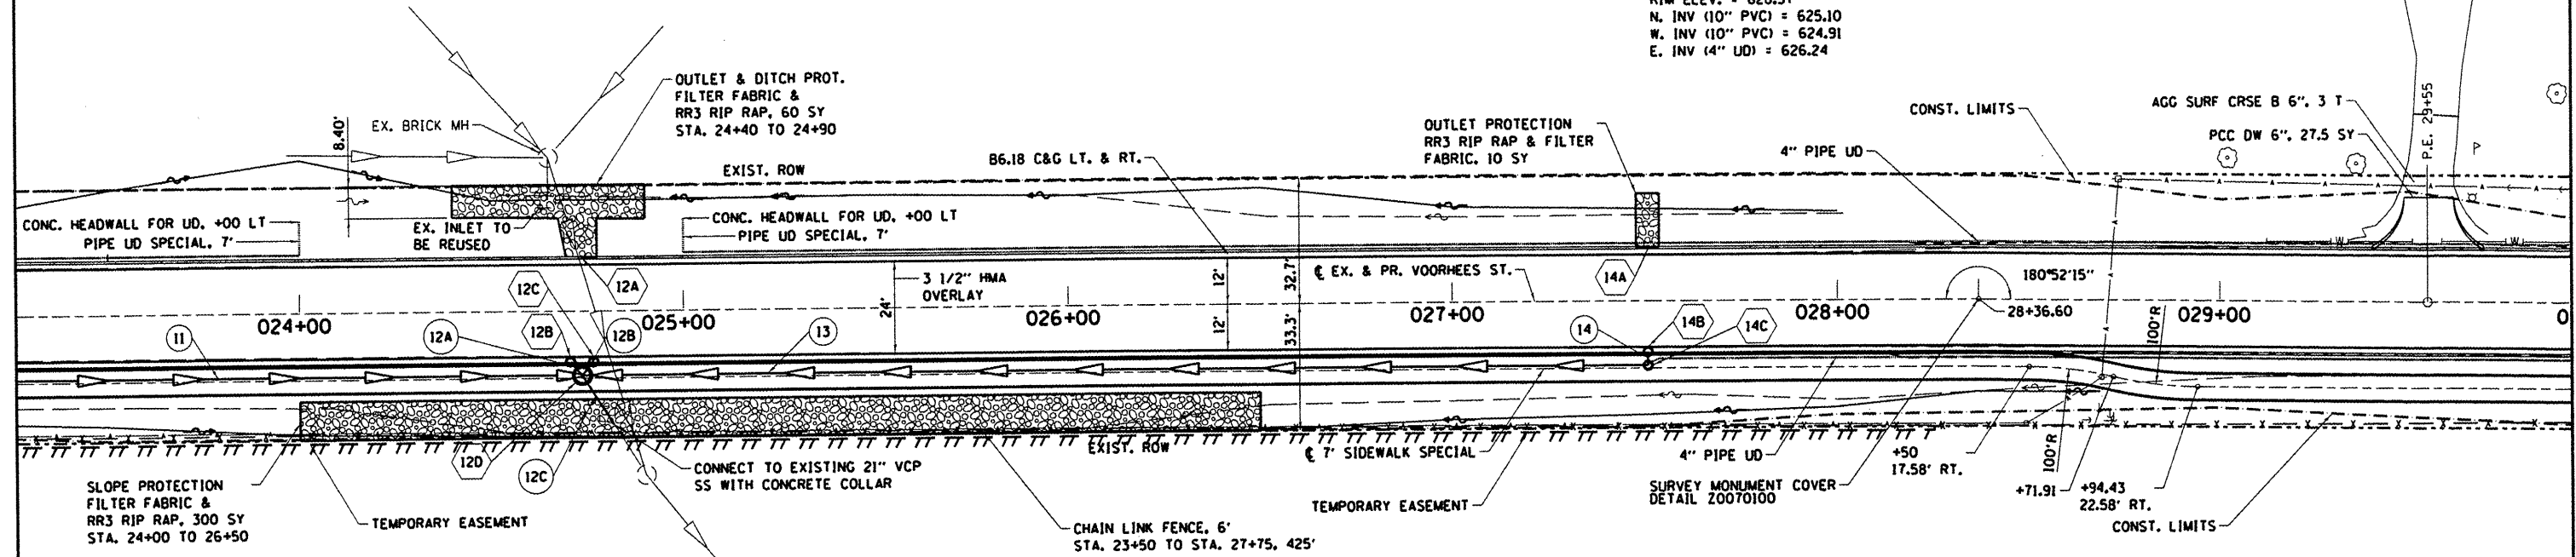 RIM ELEV. = 628.51
N. INV (10" PVC) = 625.10
W. INV (10" PVC) = 624.91
E. INV (4" UD) = 626.24
OUTLET & DITCH PROT.
FILTER FABRIC &
RR3 RIP RAP, 60 SY
STA. 24+40 TO 24+90
EX. BRICK MH
8.40'
EXIST. ROW
B6.18 C&G LT. & RT.
OUTLET PROTECTION
RR3 RIP RAP & FILTER
FABRIC, 10 SY
4" PIPE UD
CONST. LIMITS
AGG SURF CRSE B 6", 3 T
PCC DW 6", 27.5 SY
P.E. 29+55
P
CONC. HEADWALL FOR UD, +00 LT
PIPE UD SPECIAL, 7'
EX. INLET TO
BE REUSED
CONC. HEADWALL FOR UD, +00 LT
PIPE UD SPECIAL, 7'
W
W
12C
12A
3 1/2" HMA
OVERLAY
24'
12'
12'
32.7'
33.3'
℄ EX. & PR. VOORHEES ST.
14A
180°52'15"
28+36.60
024+00
025+00
026+00
027+00
028+00
029+00
0
11
12A
12B
12B
13
14
14B
14C
100'R
100'R
12D
12C
EXIST. ROW
℄ 7' SIDEWALK SPECIAL
4" PIPE UD
+50
17.58' RT.
+71.91
+94.43
22.58' RT.
CONST. LIMITS
SLOPE PROTECTION
FILTER FABRIC &
RR3 RIP RAP, 300 SY
STA. 24+00 TO 26+50
TEMPORARY EASEMENT
CONNECT TO EXISTING 21" VCP
SS WITH CONCRETE COLLAR
CHAIN LINK FENCE, 6'
STA. 23+50 TO STA. 27+75, 425'
TEMPORARY EASEMENT
SURVEY MONUMENT COVER
DETAIL Z0070100